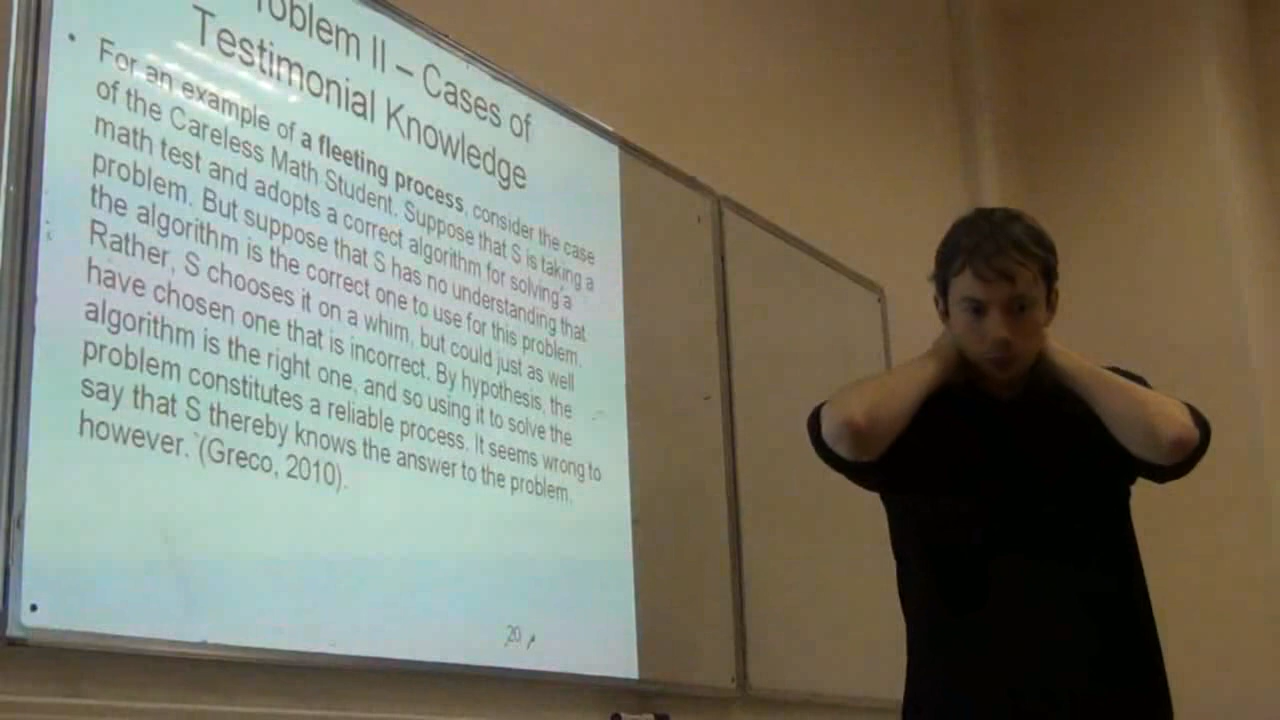 Problem II – Cases of
Testimonial Knowledge
• For an example of a fleeting process, consider the case
of the Careless Math Student. Suppose that S is taking a
math test and adopts a correct algorithm for solving a
problem. But suppose that S has no understanding that
the algorithm is the correct one to use for this problem.
Rather, S chooses it on a whim, but could just as well
have chosen one that is incorrect. By hypothesis, the
algorithm is the right one, and so using it to solve the
problem constitutes a reliable process. It seems wrong to
say that S thereby knows the answer to the problem,
however. (Greco, 2010).
20